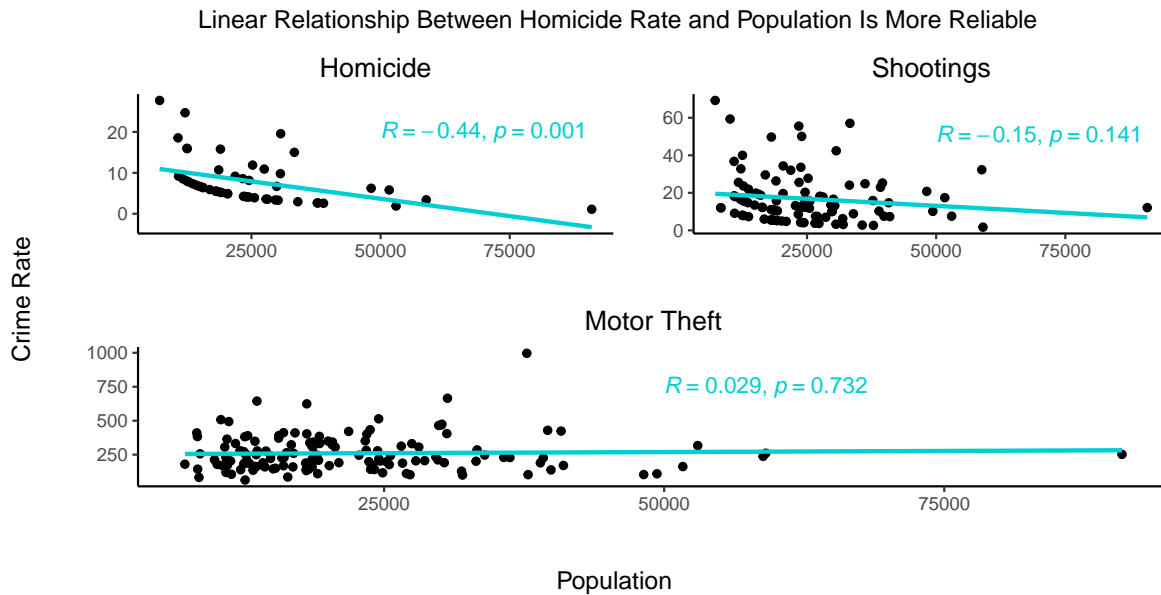 Linear Relationship Between Homicide Rate and Population Is More Reliable
Homicide
Shootings
R = −0.44, p = 0.001
R = −0.15, p = 0.141
20
10
0
60
40
20
0
25000 50000 75000
25000 50000 75000
Crime Rate
Motor Theft
R = 0.029, p = 0.732
1000
750
500
250
25000 50000 75000
Population